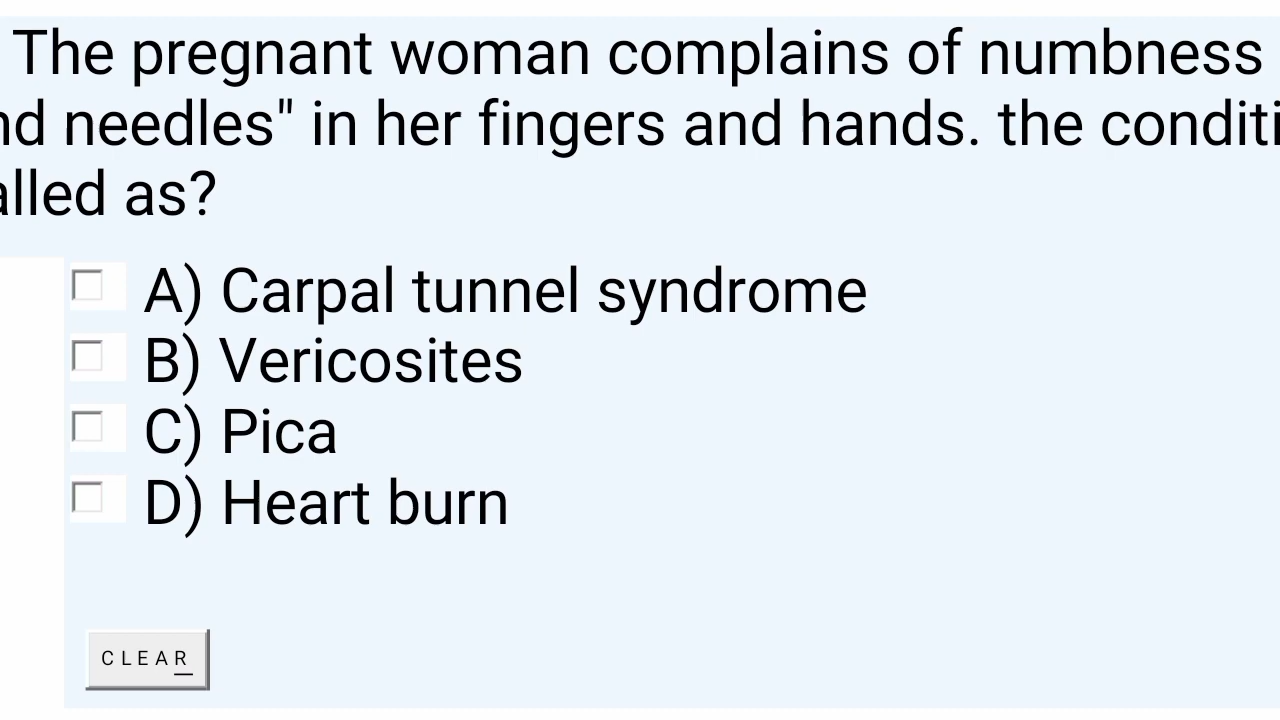 The pregnant woman complains of numbness
nd needles" in her fingers and hands. the conditi
alled as?
A) Carpal tunnel syndrome
B) Vericosites
C) Pica
D) Heart burn
CLEAR